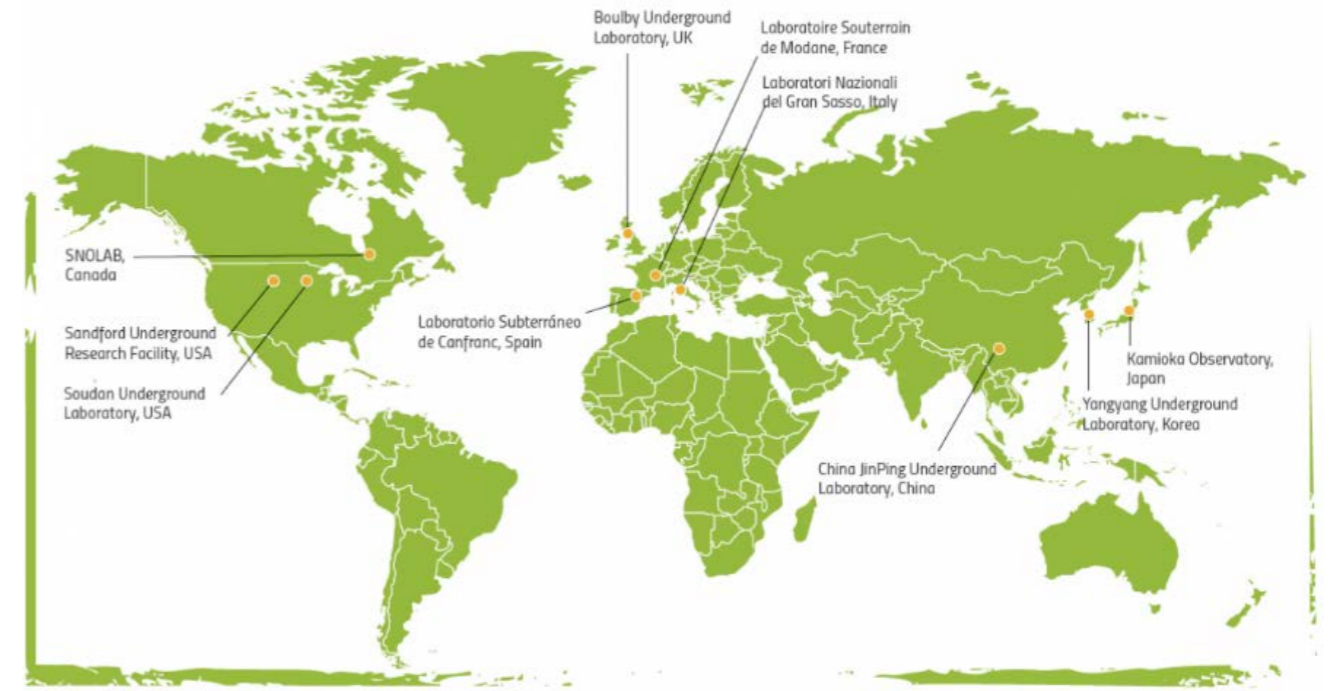 Boulby Underground
Laboratory, UK
Laboratoire Souterrain
de Modane, France
Laboratori Nazionali
del Gran Sasso, Italy
SNOLAB,
Canada
Sandford Underground
Research Facility, USA
Soudan Underground
Laboratory, USA
Laboratorio Subterráneo
de Canfranc, Spain
Kamioka Observatory,
Japan
Yangyang Underground
Laboratory, Korea
China JinPing Underground
Laboratory, China